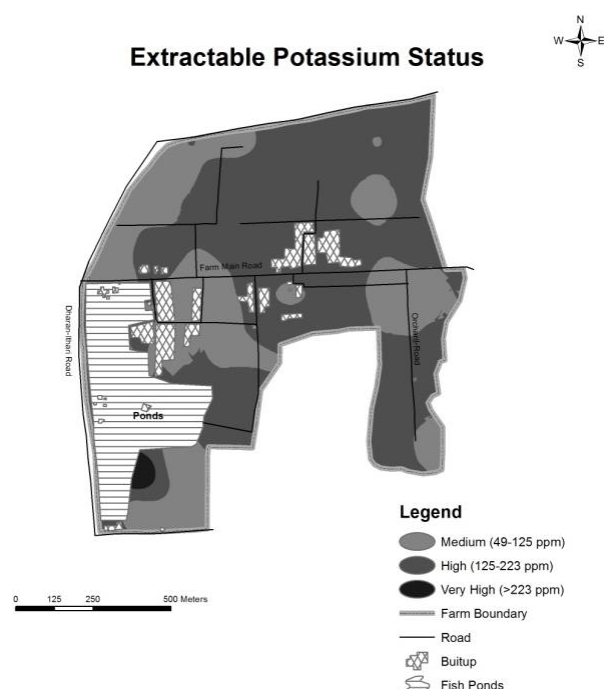 N
W E
S
Extractable Potassium Status
Farm Main Road
Dharan-Ithari Road
Orchard-Road
Ponds
Legend
Medium (49-125 ppm)
High (125-223 ppm)
Very High (>223 ppm)
Farm Boundary
Road
Buitup
Fish Ponds
0 125 250 500 Meters